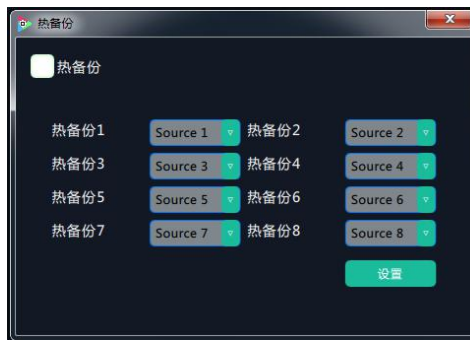 热备份
热备份
热备份1 Source 1 热备份2 Source 2
热备份3 Source 3 热备份4 Source 4
热备份5 Source 5 热备份6 Source 6
热备份7 Source 7 热备份8 Source 8
设置